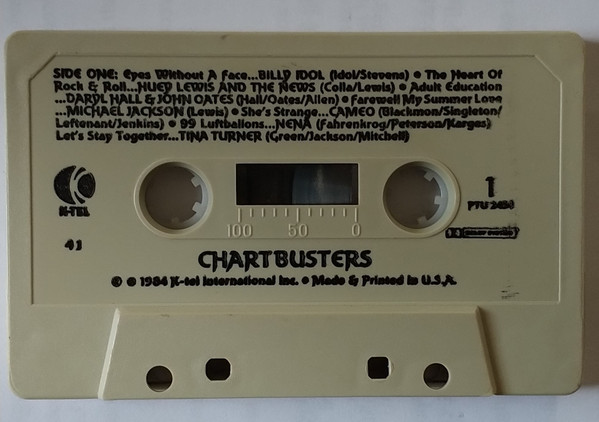 SIDE ONE: Eyes Without A Face...BILLY IDOL (Idol/Stevens) • The Heart Of
Rock & Roll...HUEY LEWIS AND THE NEWS (Colla/Lewis) • Adult Education
...DARYL HALL & JOHN OATES (Hall/Oates/Allen) • Farewell My Summer Love
...MICHAEL JACKSON (Lewis) • She's Strange...CAMEO (Blackmon/Singleton/
Leftenant/Jenkins) • 99 Luftballons...NENA (Fahrenkrog/Peterson/Karges)
Let's Stay Together...TINA TURNER (Green/Jackson/Mitchell)
K-TEL
1
PTU
41
100 50 0
DOLBY SYSTEM
CHARTBUSTERS
© ℗ 1984 K-tel International Inc. • Made & Printed in U.S.A.